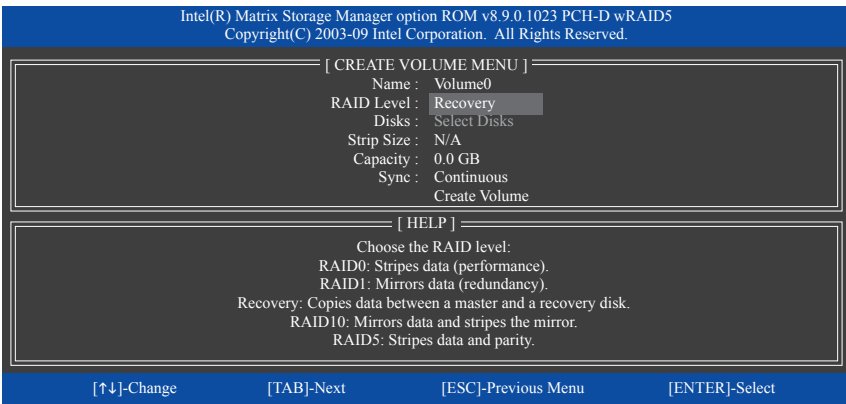 Intel(R) Matrix Storage Manager option ROM v8.9.0.1023 PCH-D wRAID5
Copyright(C) 2003-09 Intel Corporation.  All Rights Reserved.
[ CREATE VOLUME MENU ]
Name :   Volume0
RAID Level :   Recovery
Disks :   Select Disks
Strip Size :   N/A
Capacity :   0.0 GB
Sync :   Continuous
Create Volume
[ HELP ]
Choose the RAID level:
RAID0: Stripes data (performance).
RAID1: Mirrors data (redundancy).
Recovery: Copies data between a master and a recovery disk.
RAID10: Mirrors data and stripes the mirror.
RAID5: Stripes data and parity.
[↑↓]-Change   [TAB]-Next   [ESC]-Previous Menu   [ENTER]-Select